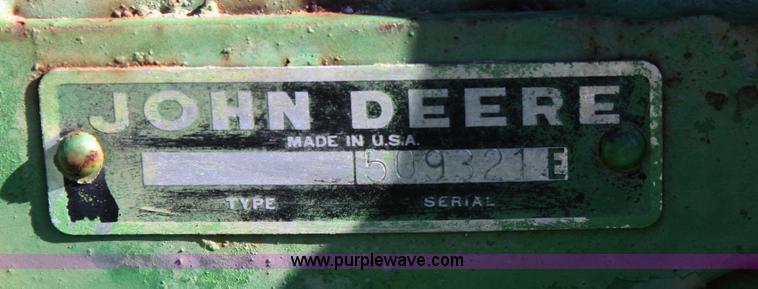 JOHN DEERE
MADE IN U.S.A.
509321E
TYPE SERIAL
www.purplewave.com